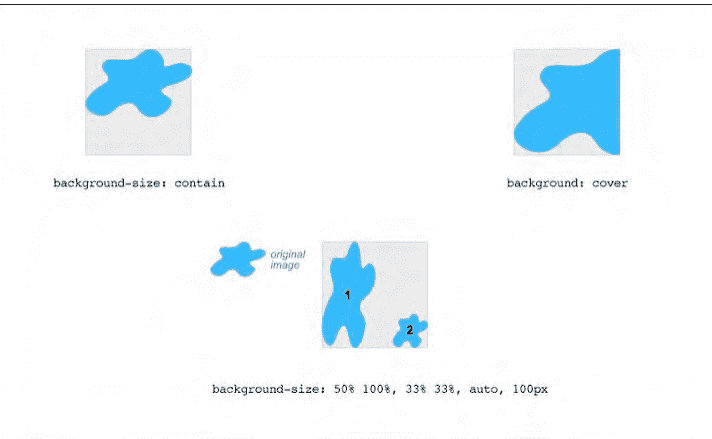 background-size: contain
background: cover
original
image
1
2
background-size: 50% 100%, 33% 33%, auto, 100px